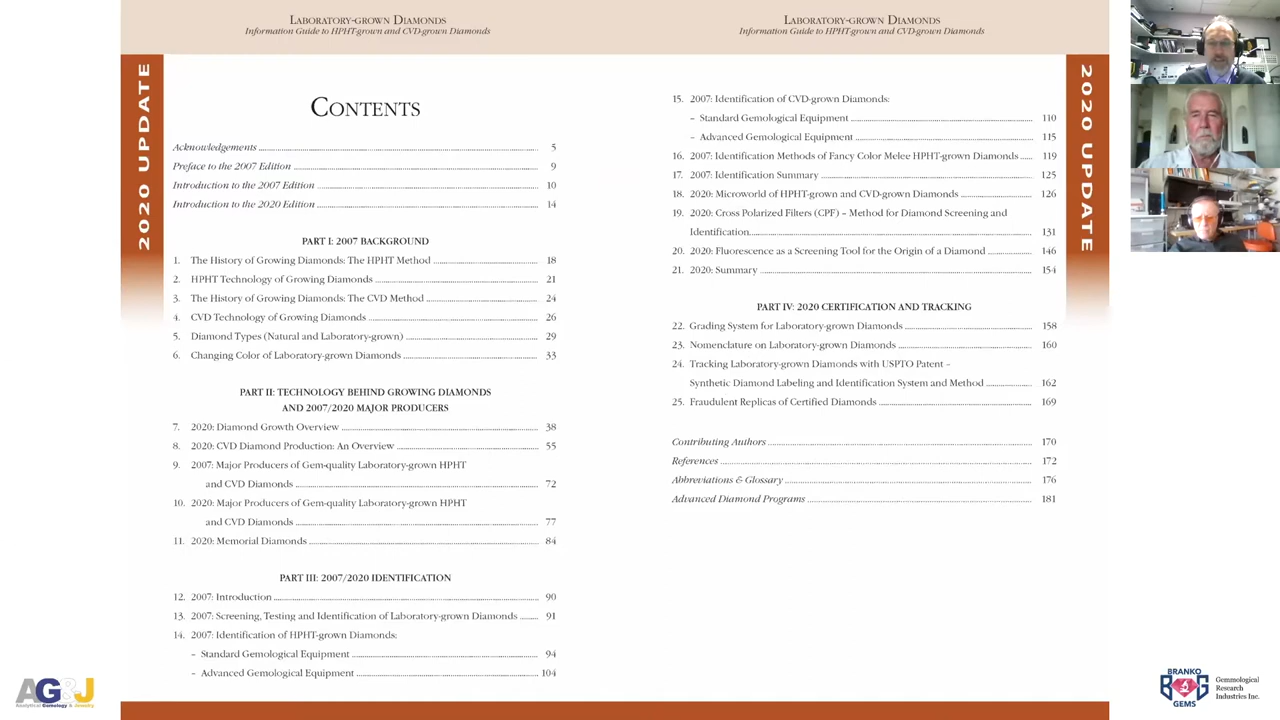 LABORATORY-GROWN DIAMONDS
Information Guide to HPHT-grown and CVD-grown Diamonds
2020 UPDATE
CONTENTS
Acknowledgements 5
Preface to the 2007 Edition 9
Introduction to the 2007 Edition 10
Introduction to the 2020 Edition 14
PART I: 2007 BACKGROUND
1. The History of Growing Diamonds: The HPHT Method 18
2. HPHT Technology of Growing Diamonds 21
3. The History of Growing Diamonds: The CVD Method 24
4. CVD Technology of Growing Diamonds 26
5. Diamond Types (Natural and Laboratory-grown) 29
6. Changing Color of Laboratory-grown Diamonds 33
PART II: TECHNOLOGY BEHIND GROWING DIAMONDS
AND 2007/2020 MAJOR PRODUCERS
7. 2020: Diamond Growth Overview 38
8. 2020: CVD Diamond Production: An Overview 55
9. 2007: Major Producers of Gem-quality Laboratory-grown HPHT
and CVD Diamonds 72
10. 2020: Major Producers of Gem-quality Laboratory-grown HPHT
and CVD Diamonds 77
11. 2020: Memorial Diamonds 84
PART III: 2007/2020 IDENTIFICATION
12. 2007: Introduction 90
13. 2007: Screening, Testing and Identification of Laboratory-grown Diamonds 91
14. 2007: Identification of HPHT-grown Diamonds:
– Standard Gemological Equipment 94
– Advanced Gemological Equipment 104
LABORATORY-GROWN DIAMONDS
Information Guide to HPHT-grown and CVD-grown Diamonds
2020 UPDATE
15. 2007: Identification of CVD-grown Diamonds:
– Standard Gemological Equipment 110
– Advanced Gemological Equipment 115
16. 2007: Identification Methods of Fancy Color Melee HPHT-grown Diamonds 119
17. 2007: Identification Summary 125
18. 2020: Microworld of HPHT-grown and CVD-grown Diamonds 126
19. 2020: Cross Polarized Filters (CPF) – Method for Diamond Screening and
Identification 131
20. 2020: Fluorescence as a Screening Tool for the Origin of a Diamond 146
21. 2020: Summary 154
PART IV: 2020 CERTIFICATION AND TRACKING
22. Grading System for Laboratory-grown Diamonds 158
23. Nomenclature on Laboratory-grown Diamonds 160
24. Tracking Laboratory-grown Diamonds with USPTO Patent –
Synthetic Diamond Labeling and Identification System and Method 162
25. Fraudulent Replicas of Certified Diamonds 169
Contributing Authors 170
References 172
Abbreviations & Glossary 176
Advanced Diamond Programs 181
AG&J
Analytical Gemology & Jewelry
BRANKO
GEMS
Gemmological
Research
Industries Inc.